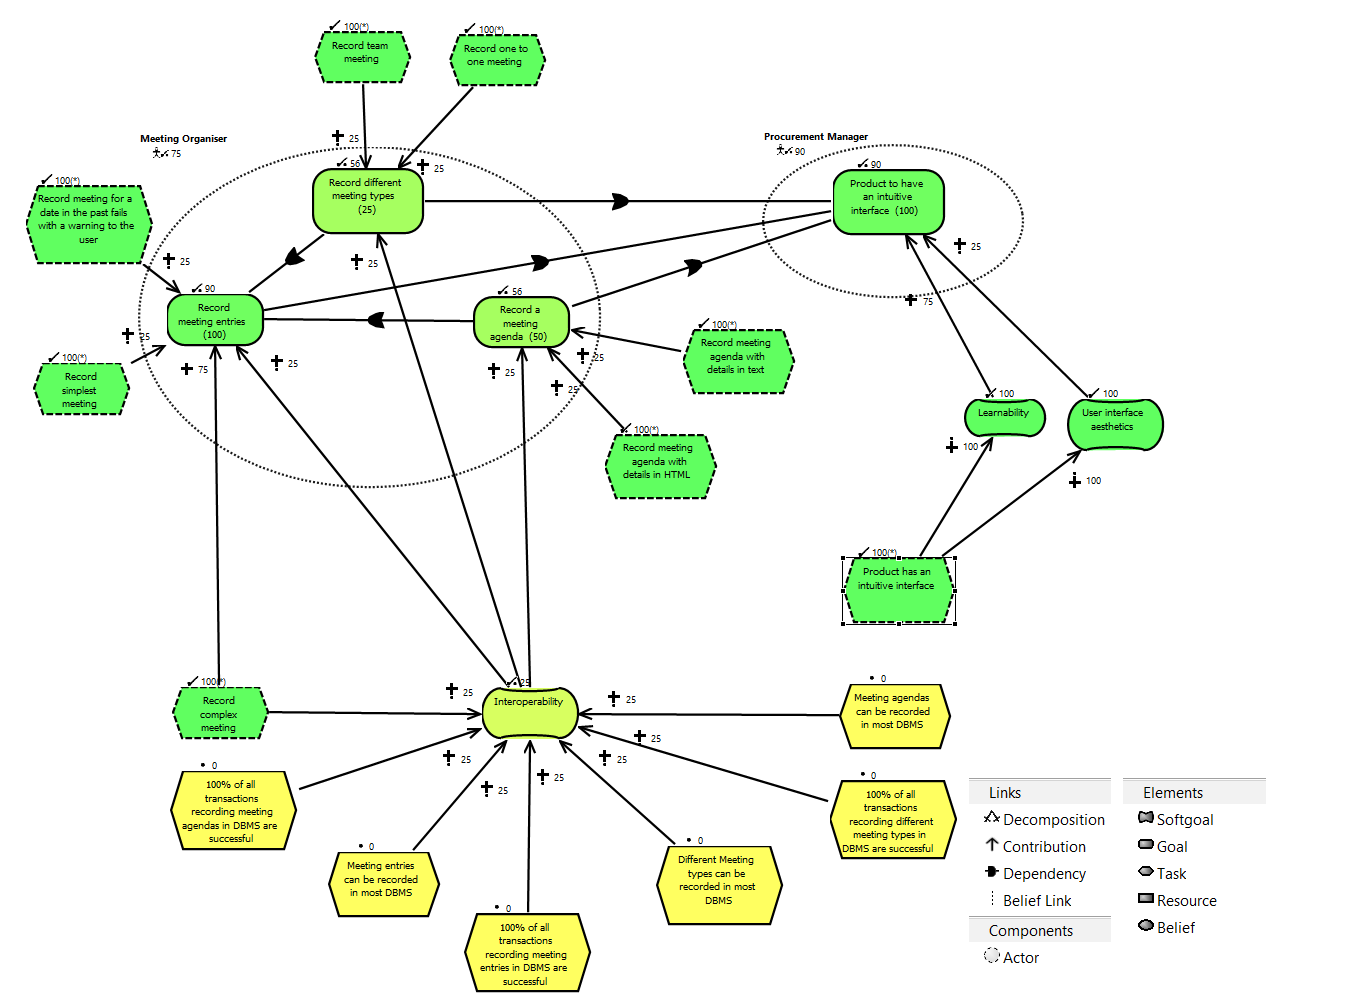 100(*)
Record team
meeting
100(*)
Record one to
one meeting
25
25
Meeting Organiser
75
Procurement Manager
90
56
Record different
meeting types
(25)
90
Product to have
an intuitive
interface (100)
100(*)
Record meeting for a
date in the past fails
with a warning to the
user
25
25
25
75
90
Record
meeting entries
(100)
56
Record a
meeting
agenda (50)
25
100(*)
Record
simplest
meeting
75
25
25
25
25
100(*)
Record meeting
agenda with
details in text
100(*)
Record meeting
agenda with
details in HTML
100
Learnability
100
User interface
aesthetics
100
100
100(*)
Product has an
intuitive interface
100(*)
Record
complex
meeting
25
25
Interoperability
25
0
Meeting agendas
can be recorded
in most DBMS
25
25
25
25
25
0
100% of all
transactions
recording meeting
agendas in DBMS are
successful
0
Meeting entries
can be recorded
in most DBMS
0
100% of all
transactions
recording meeting
entries in DBMS are
successful
0
Different Meeting
types can be
recorded in most
DBMS
0
100% of all
transactions
recording different
meeting types in
DBMS are successful
Links
Decomposition
Contribution
Dependency
Belief Link
Components
Actor
Elements
Softgoal
Goal
Task
Resource
Belief